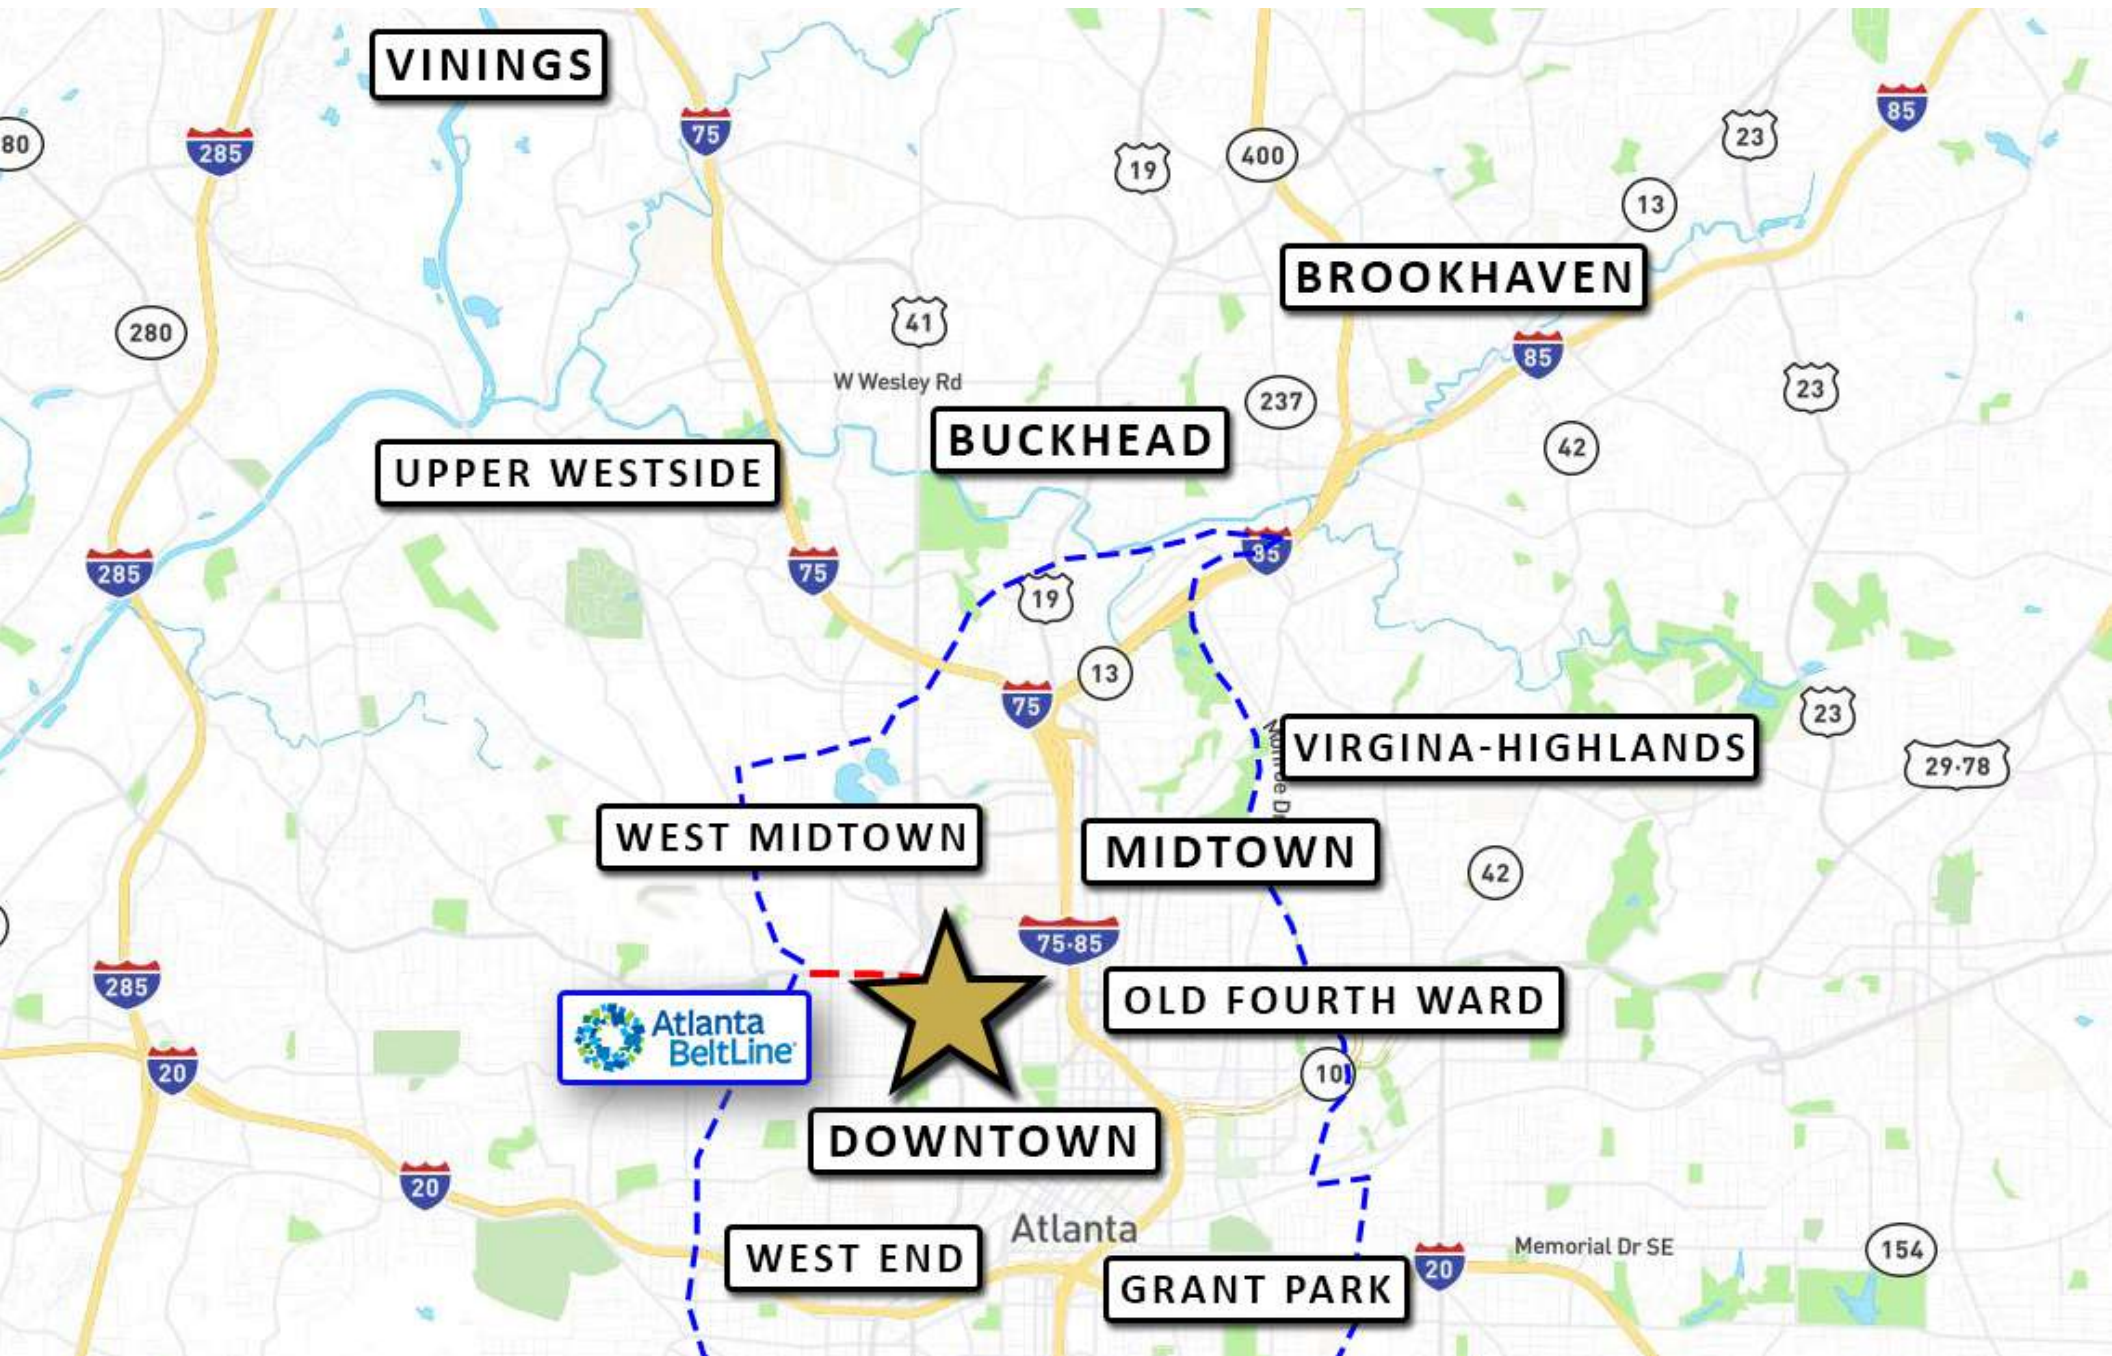 VININGS
75
85
80
285
23
19
400
13
BROOKHAVEN
280
41
85
W Wesley Rd
23
237
BUCKHEAD
42
UPPER WESTSIDE
85
285
75
19
13
75
23
VIRGINA-HIGHLANDS
29·78
Monroe Dr
WEST MIDTOWN
MIDTOWN
42
75·85
285
OLD FOURTH WARD
Atlanta
BeltLine
20
10
DOWNTOWN
20
Atlanta
WEST END
Memorial Dr SE
154
20
GRANT PARK